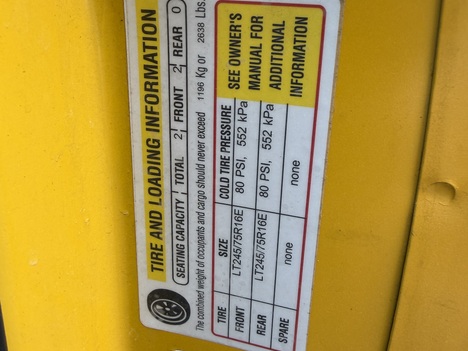 TIRE AND LOADING INFORMATION
SEATING CAPACITY | TOTAL 2 | FRONT 2 | REAR 0
The combined weight of occupants and cargo should never exceed 1196 Kg or 2638 Lbs.
TIRE SIZE COLD TIRE PRESSURE
FRONT LT245/75R16E 80 PSI, 552 kPa
REAR LT245/75R16E 80 PSI, 552 kPa
SPARE none none
SEE OWNER'S
MANUAL FOR
ADDITIONAL
INFORMATION